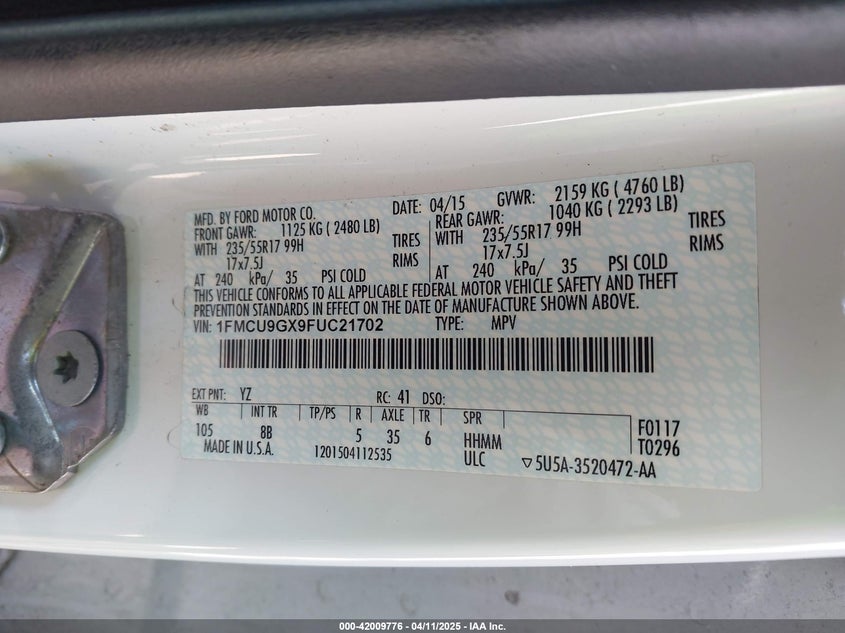 MFD. BY FORD MOTOR CO. DATE: 04/15 GVWR: 2159 KG ( 4760 LB)
FRONT GAWR: 1125 KG ( 2480 LB) REAR GAWR: 1040 KG ( 2293 LB)
WITH 235/55R17 99H TIRES WITH 235/55R17 99H TIRES
17x7.5J RIMS 17x7.5J RIMS
AT 240 kPa/ 35 PSI COLD AT 240 kPa/ 35 PSI COLD
THIS VEHICLE CONFORMS TO ALL APPLICABLE FEDERAL MOTOR VEHICLE SAFETY AND THEFT
PREVENTION STANDARDS IN EFFECT ON THE DATE OF MANUFACTURE SHOWN ABOVE.
VIN: 1FMCU9GX9FUC21702 TYPE: MPV
EXT PNT: YZ RC: 41 DSO:
WB INT TR TP/PS R AXLE TR SPR
105 8B 5 35 6 HHMM F0117
MADE IN U.S.A. 1201504112535 ULC T0296
▽5U5A-3520472-AA
000-42009776 - 04/11/2025 - IAA Inc.